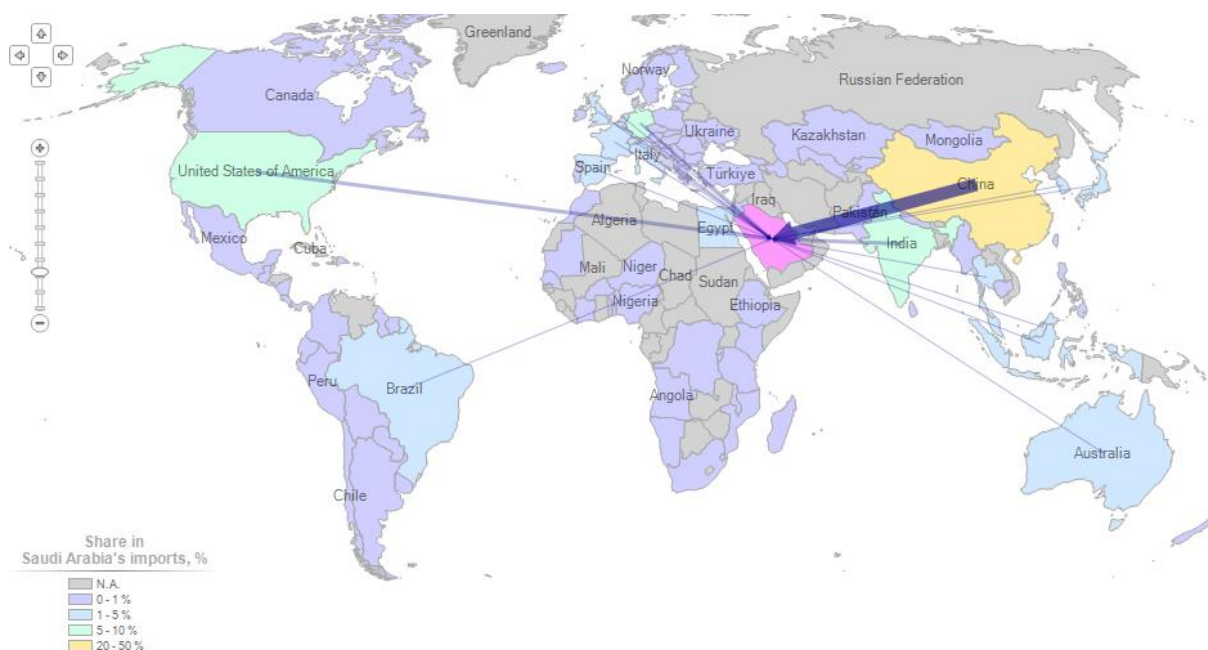 Greenland
Norway
Russian Federation
Canada
Ukraine
Kazakhstan
Mongolia
Italy
United States of America
Spain
Türkiye
China
Iraq
Pakistan
Algeria
Egypt
Mexico
Cuba
India
Mali
Niger
Chad
Sudan
Nigeria
Ethiopia
Peru
Brazil
Angola
Australia
Chile
Share in
Saudi Arabia's imports, %
N.A.
0 - 1 %
1 - 5 %
5 - 10 %
20 - 50 %